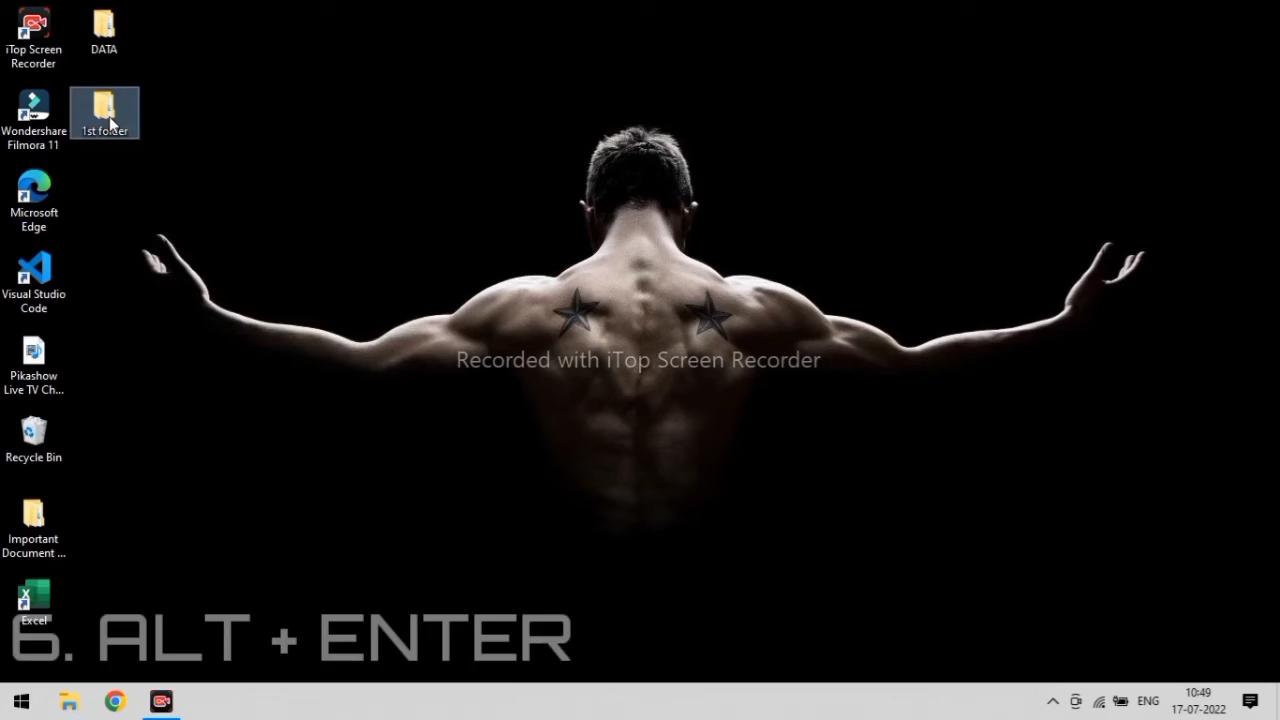 iTop Screen
Recorder
DATA
Wondershare
Filmora 11
1st folder
Microsoft
Edge
Visual Studio
Code
Recorded with iTop Screen Recorder
Pikashow
Live TV Ch...
Recycle Bin
Important
Document ...
Excel
6. ALT + ENTER
ENG
10:49
17-07-2022